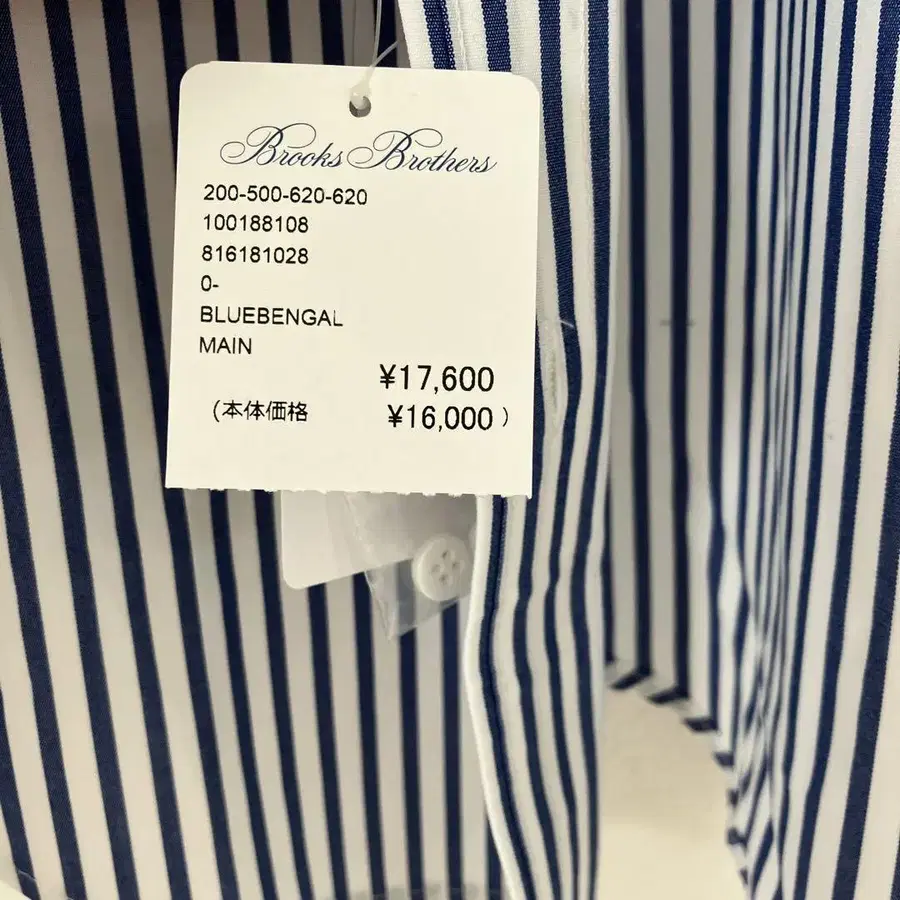 Brooks Brothers
200-500-620-620
100188108
816181028
0-
BLUEBENGAL
MAIN
¥17,600
(本体価格 ¥16,000)